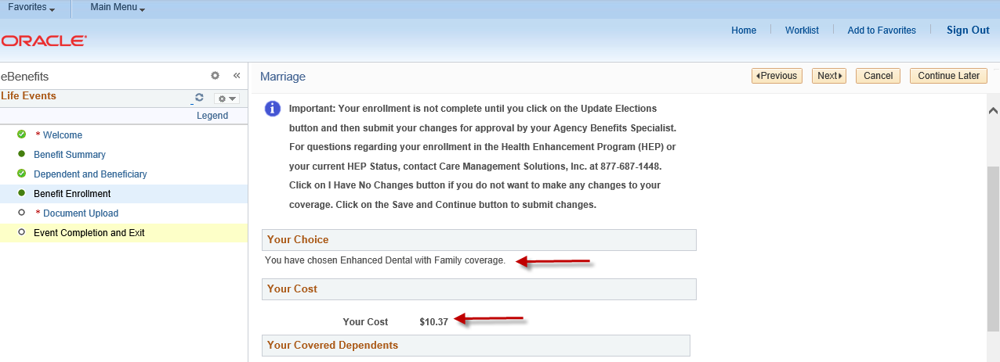 Favorites
Main Menu
ORACLE
Home
Worklist
Add to Favorites
Sign Out
eBenefits
«
Life Events
Legend
* Welcome
Benefit Summary
Dependent and Beneficiary
Benefit Enrollment
* Document Upload
Event Completion and Exit
Marriage
Previous
Next
Cancel
Continue Later
Important: Your enrollment is not complete until you click on the Update Elections
button and then submit your changes for approval by your Agency Benefits Specialist.
For questions regarding your enrollment in the Health Enhancement Program (HEP) or
your current HEP Status, contact Care Management Solutions, Inc. at 877-687-1448.
Click on I Have No Changes button if you do not want to make any changes to your
coverage. Click on the Save and Continue button to submit changes.
Your Choice
You have chosen Enhanced Dental with Family coverage.
Your Cost
Your Cost $10.37
Your Covered Dependents